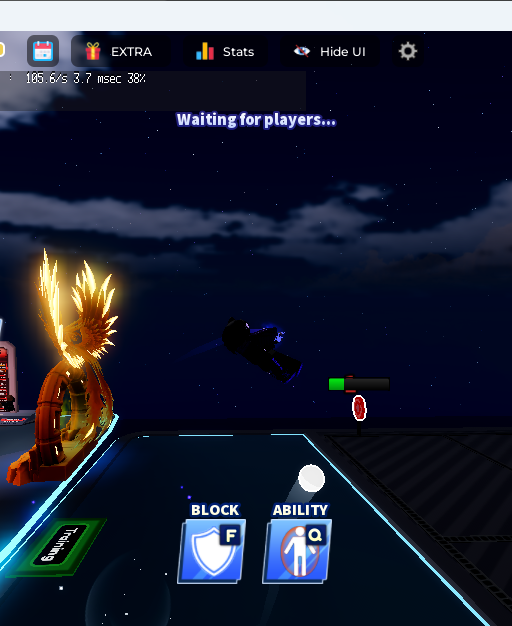 EXTRA
Stats
Hide UI
: 105.6/s 3.7 msec 38%
Waiting for players...
BLOCK
ABILITY
F
Q
Training